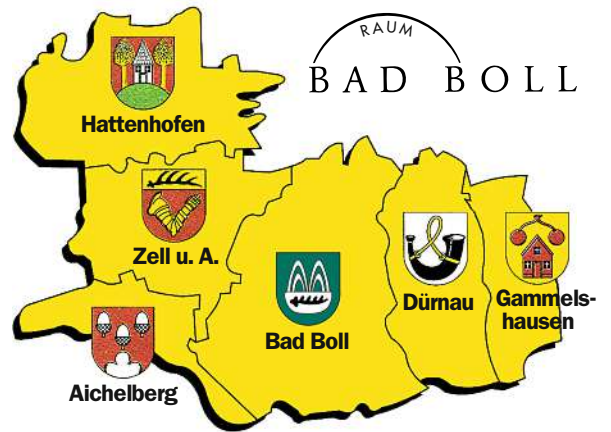 RAUM
BAD BOLL
Hattenhofen
Zell u. A.
Bad Boll
Dürnau
Gammels-
hausen
Aichelberg